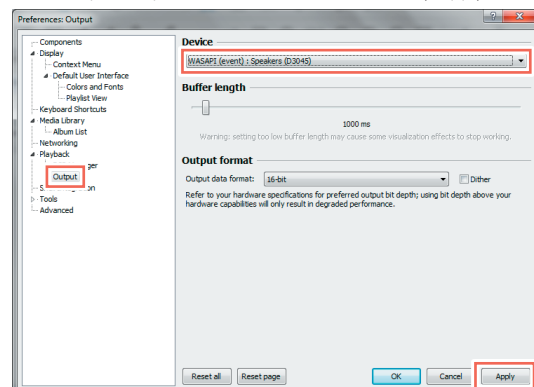 Preferences: Output
Components
Display
Context Menu
Default User Interface
Colors and Fonts
Playlist View
Keyboard Shortcuts
Media Library
Album List
Networking
Playback
Output
Tools
Advanced
Device
WASAPI (event) : Speakers (D3045)
Buffer length
1000 ms
Warning: setting too low buffer length may cause some visualization effects to stop working.
Output format
Output data format: 16-bit Dither
Refer to your hardware specifications for preferred output bit depth; using bit depth above your
hardware capabilities will only result in degraded performance.
Reset all Reset page OK Cancel Apply